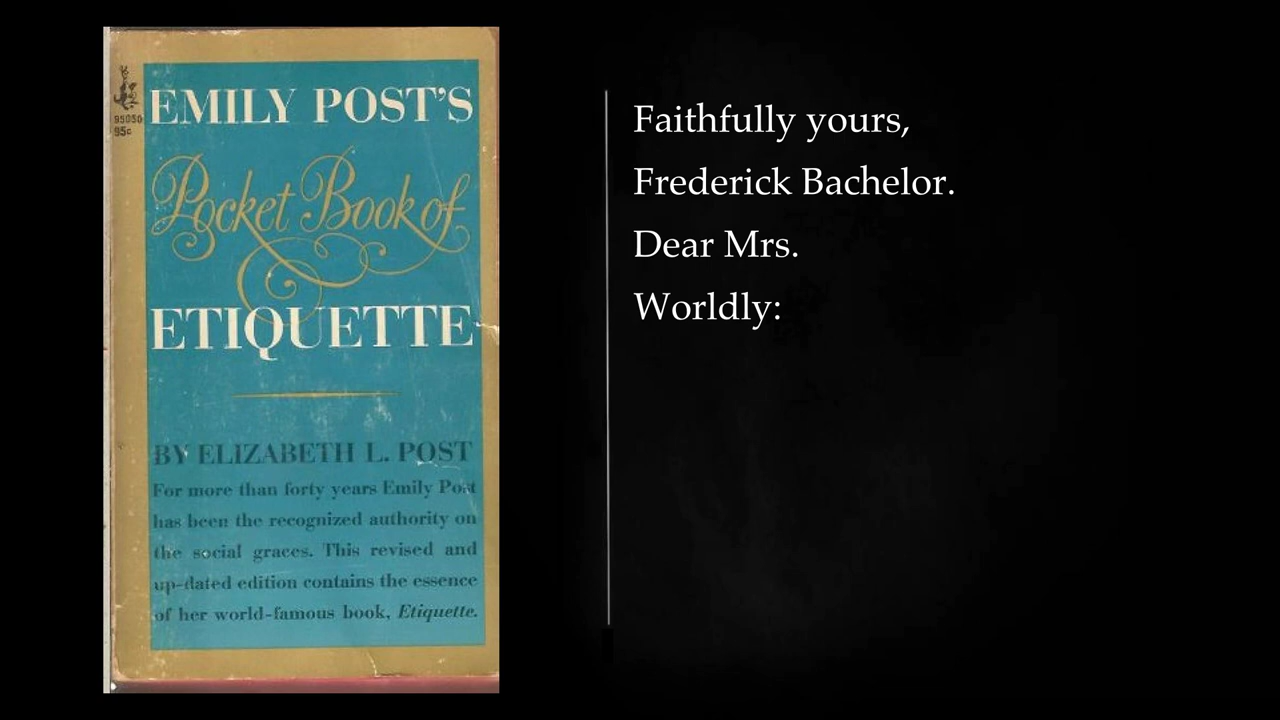 EMILY POST'S
Pocket Book of
ETIQUETTE
95050
95c
BY ELIZABETH L. POST
For more than forty years Emily Post
has been the recognized authority on
the social graces. This revised and
up-dated edition contains the essence
of her world-famous book, Etiquette.
Faithfully yours,
Frederick Bachelor.
Dear Mrs.
Worldly: